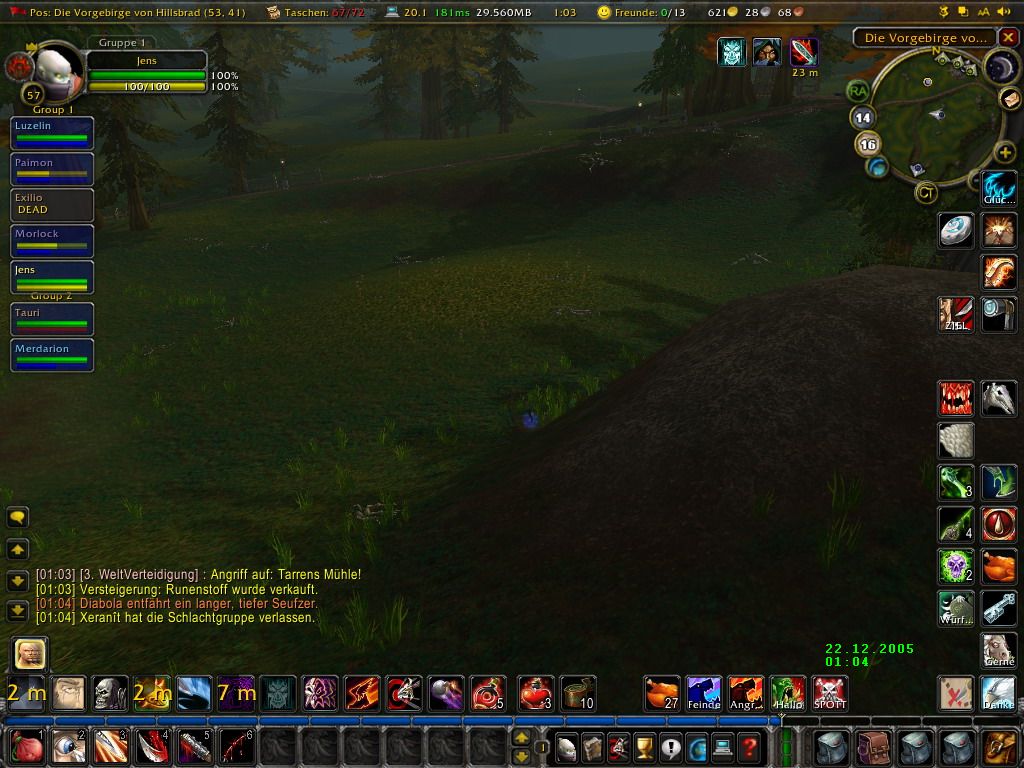 Pos: Die Vorgebirge von Hillsbrad (53, 41) Taschen: 67/72 20.1 181ms 29.560MB 1:03 Freunde: 0/13 621 28 68
Die Vorgebirge vo...
Gruppe 1
Jens
100%
100/100 100%
57
Group 1
Luzelin
Paimon
Exilio
DEAD
Morlock
Jens
Group 2
Tauri
Merdarion
23 m
N
RA
14
16
CT
Glüc...
ZIEL
3
4
2
Würf...
Gerne
[01:03] [3. WeltVerteidigung] : Angriff auf: Tarrens Mühle!
[01:03] Versteigerung: Runenstoff wurde verkauft.
[01:04] Diabola entfährt ein langer, tiefer Seufzer.
[01:04] Xeranît hat die Schlachtgruppe verlassen.
22.12.2005
01:04
2 m 2 m 7 m 5 3 10 27 Feinde Angr... Hallo SPOTT Danke
1 2 3 4 5 6 1